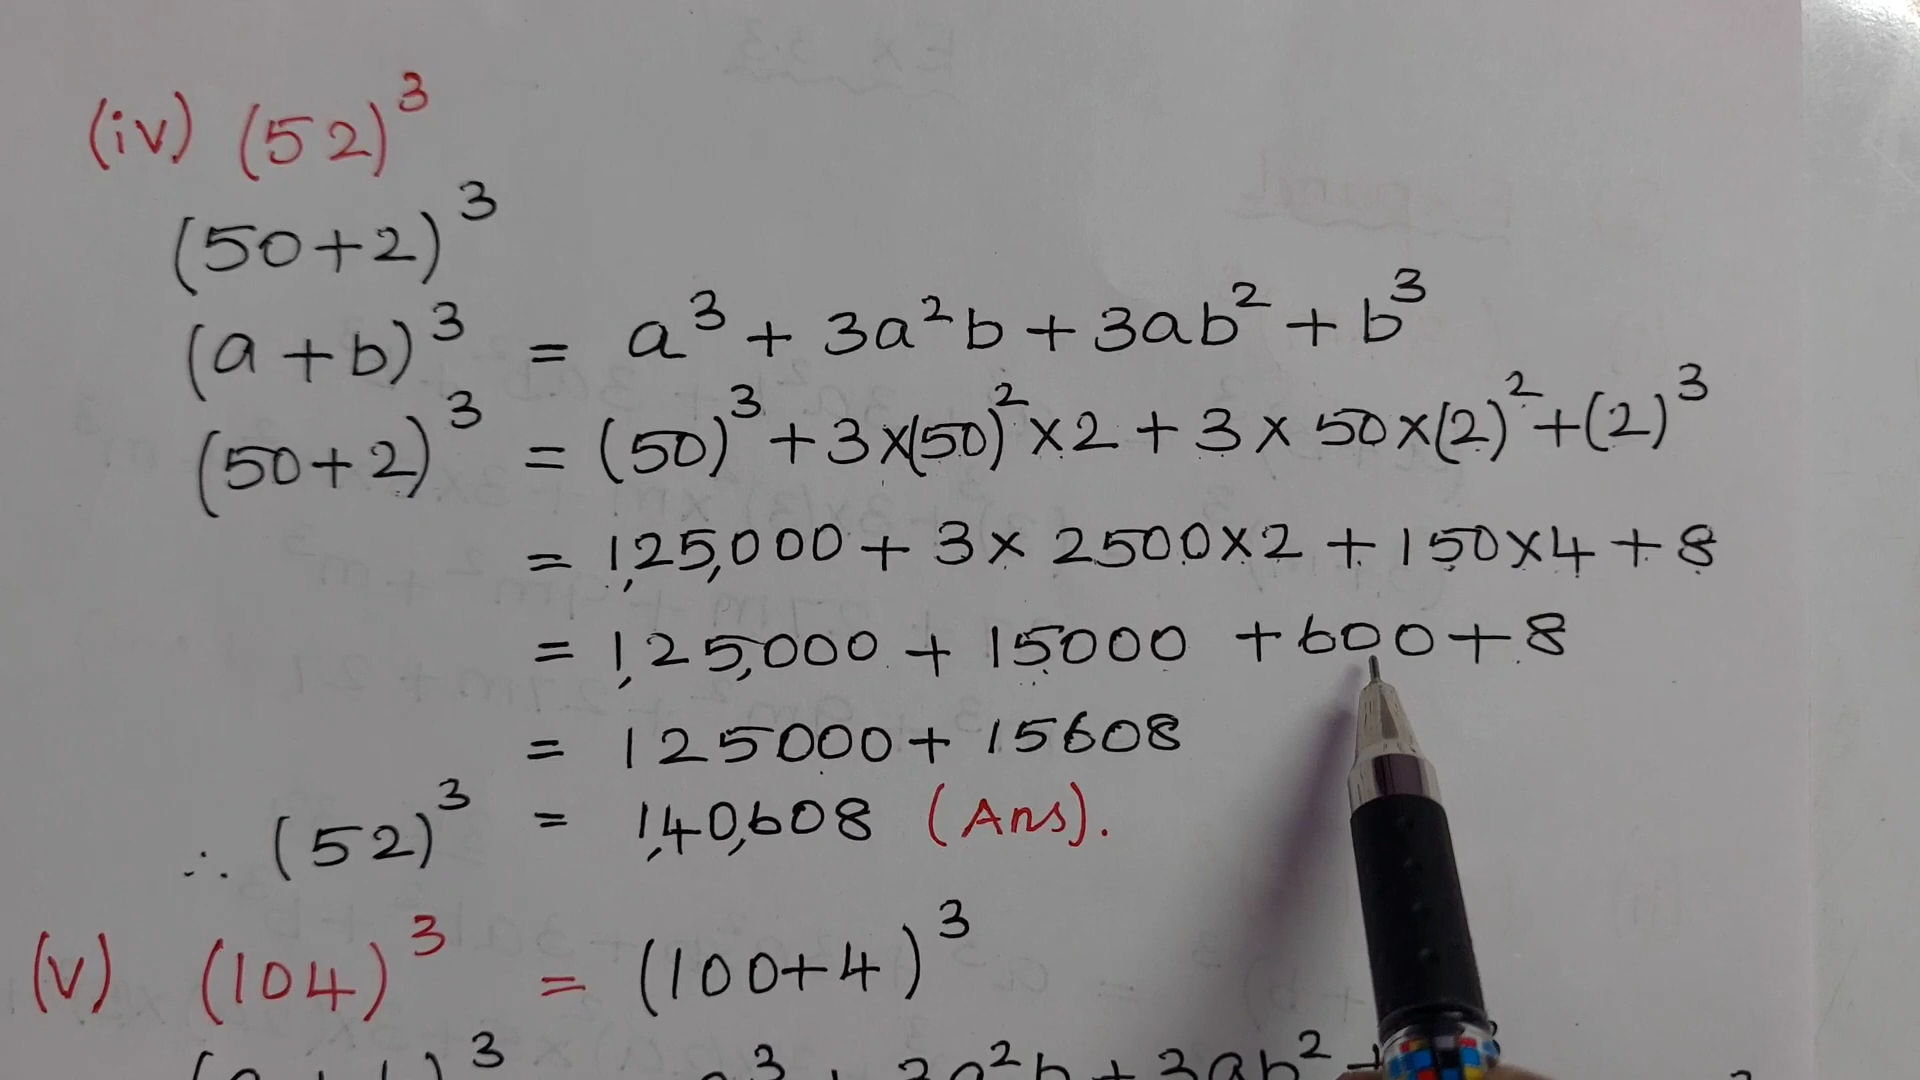 (iv) (52)³
(50+2)³
(a+b)³ = a³ + 3a²b + 3ab² + b³
(50+2)³ = (50)³ + 3×(50)²×2 + 3×50×(2)² + (2)³
= 1,25,000 + 3×2500×2 + 150×4 + 8
= 1,25,000 + 15000 + 600 + 8
= 125000 + 15608
∴ (52)³ = 1,40,608 (Ans).
(v) (104)³ = (100+4)³